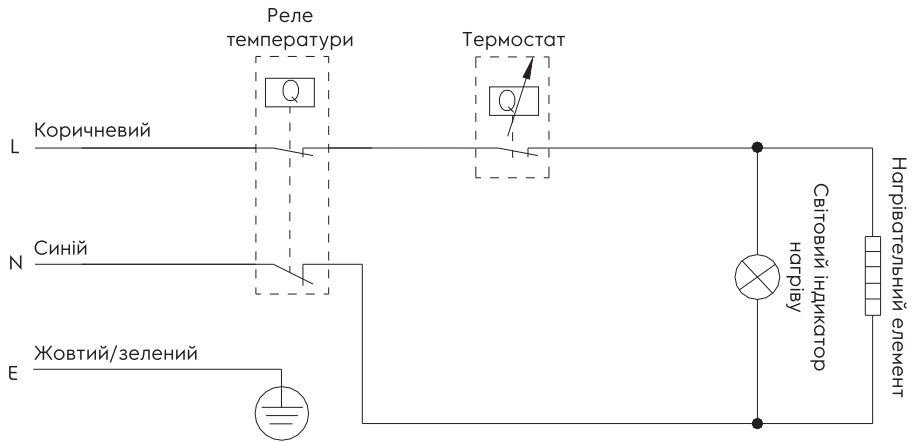 Реле
температури
Термостат
Q
Q
L
Коричневий
N
Синій
E
Жовтий/зелений
Світовий індикатор
нагріву
Нагрівательний елемент